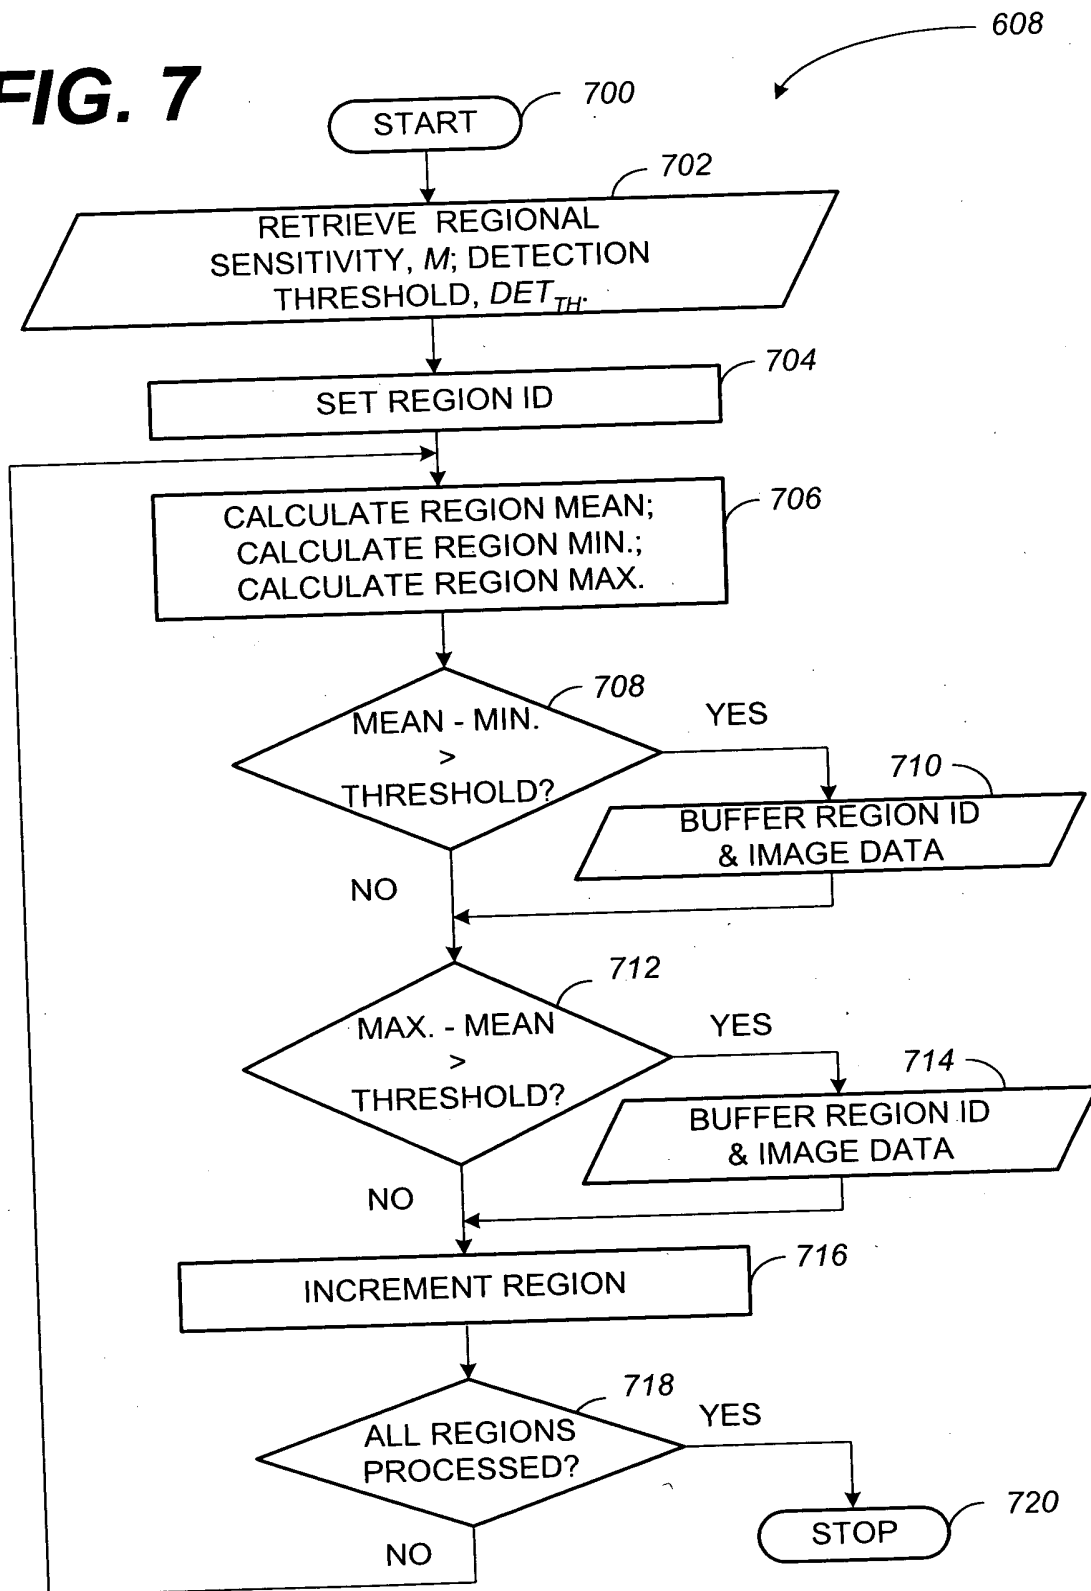 608
FIG. 7
START
700
702
RETRIEVE REGIONAL
SENSITIVITY, M; DETECTION
THRESHOLD, DET_TH.
704
SET REGION ID
706
CALCULATE REGION MEAN;
CALCULATE REGION MIN.;
CALCULATE REGION MAX.
708
MEAN - MIN.
>
THRESHOLD?
YES
710
BUFFER REGION ID
& IMAGE DATA
NO
712
MAX. - MEAN
>
THRESHOLD?
YES
714
BUFFER REGION ID
& IMAGE DATA
NO
716
INCREMENT REGION
718
ALL REGIONS
PROCESSED?
YES
720
STOP
NO